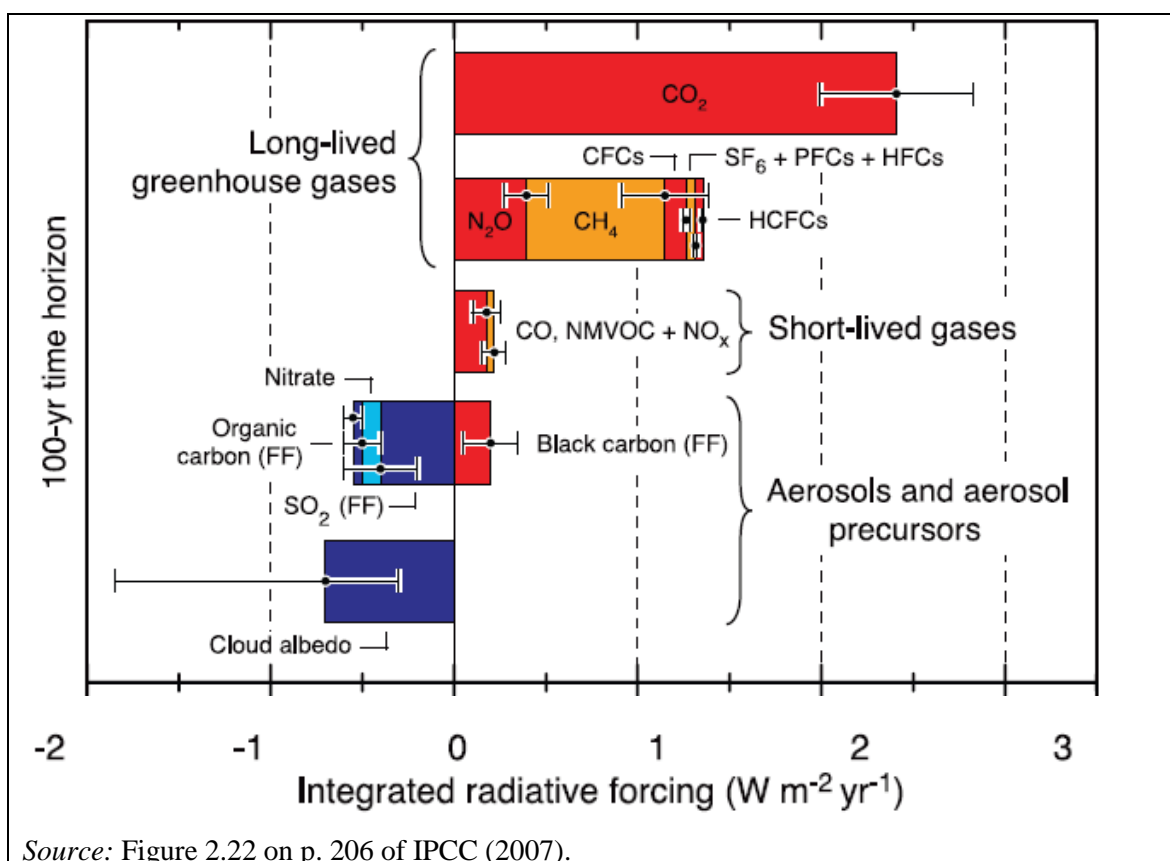 CO₂
Long-lived
greenhouse gases
CFCs
SF₆ + PFCs + HFCs
N₂O
CH₄
HCFCs
CO, NMVOC + NOₓ
Short-lived gases
Nitrate
Organic
carbon (FF)
Black carbon (FF)
SO₂ (FF)
Aerosols and aerosol
precursors
Cloud albedo
100-yr time horizon
-2 -1 0 1 2 3
Integrated radiative forcing (W m⁻² yr⁻¹)
Source: Figure 2.22 on p. 206 of IPCC (2007).